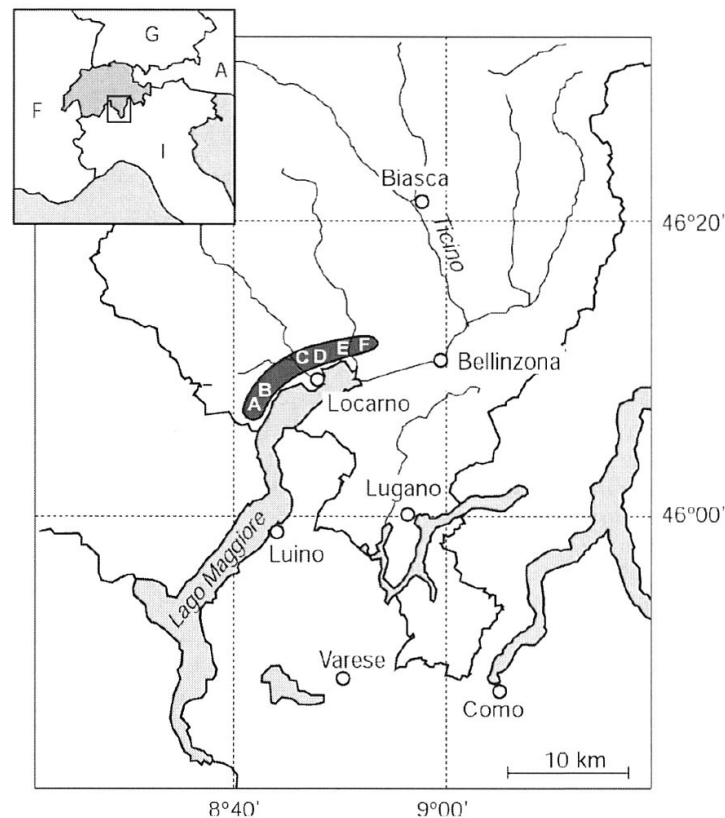 G
A
F
I
Biasca
Ticino
46°20'
A B C D E F
Bellinzona
Locarno
Lugano
46°00'
Luino
Lago Maggiore
Varese
Como
10 km
8°40'
9°00'